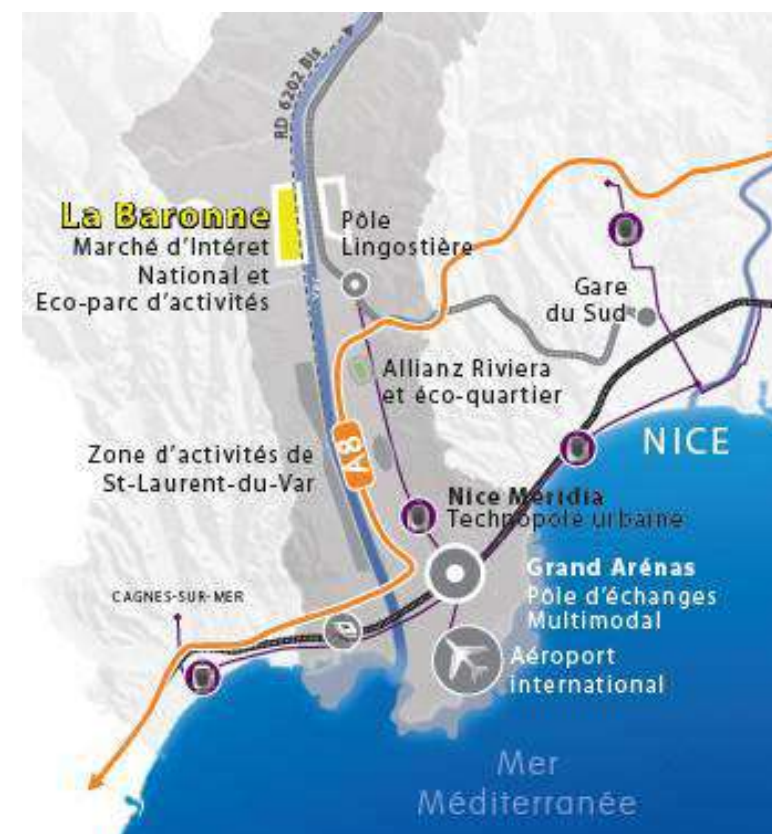 RD 6202 Bis
La Baronne
Marché d'Intéret
National et
Eco-parc d'activités
Pôle
Lingostière
Var
Gare
du Sud
Allianz Riviera
et éco-quartier
A8
NICE
Zone d'activités de
St-Laurent-du-Var
Nice Méridia
Technopole urbaine
Grand Arénas
Pôle d'échanges
Multimodal
CAGNES-SUR-MER
Aéroport
international
Mer
Méditerranée